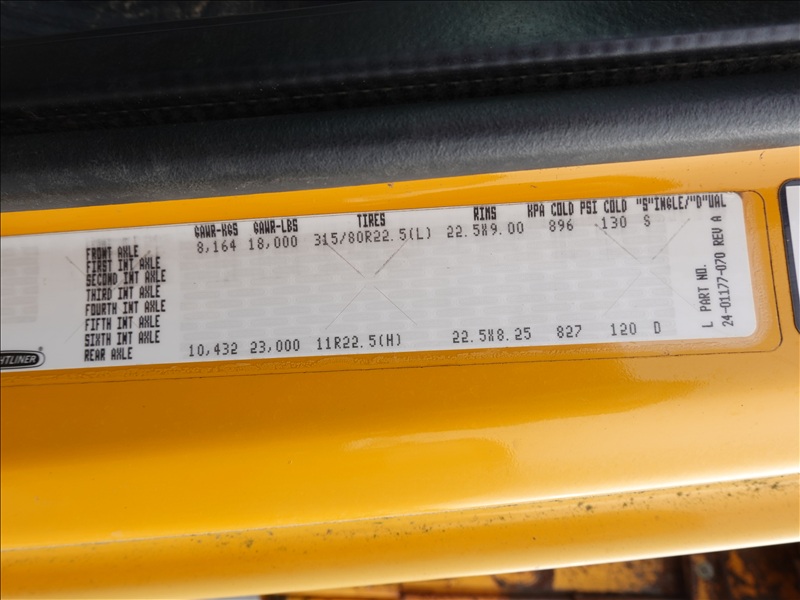 GAWR-KGS GAWR-LBS TIRES RIMS KPA COLD PSI COLD "S"INGLE/"D"UAL
FRONT AXLE 8,164 18,000 315/80R22.5(L) 22.5X9.00 896 130 S
FIRST INT AXLE
SECOND INT AXLE
THIRD INT AXLE
FOURTH INT AXLE
FIFTH INT AXLE
SIXTH INT AXLE
REAR AXLE 10,432 23,000 11R22.5(H) 22.5X8.25 827 120 D
HTLINER
L PART NO.
24-01177-070 REV A